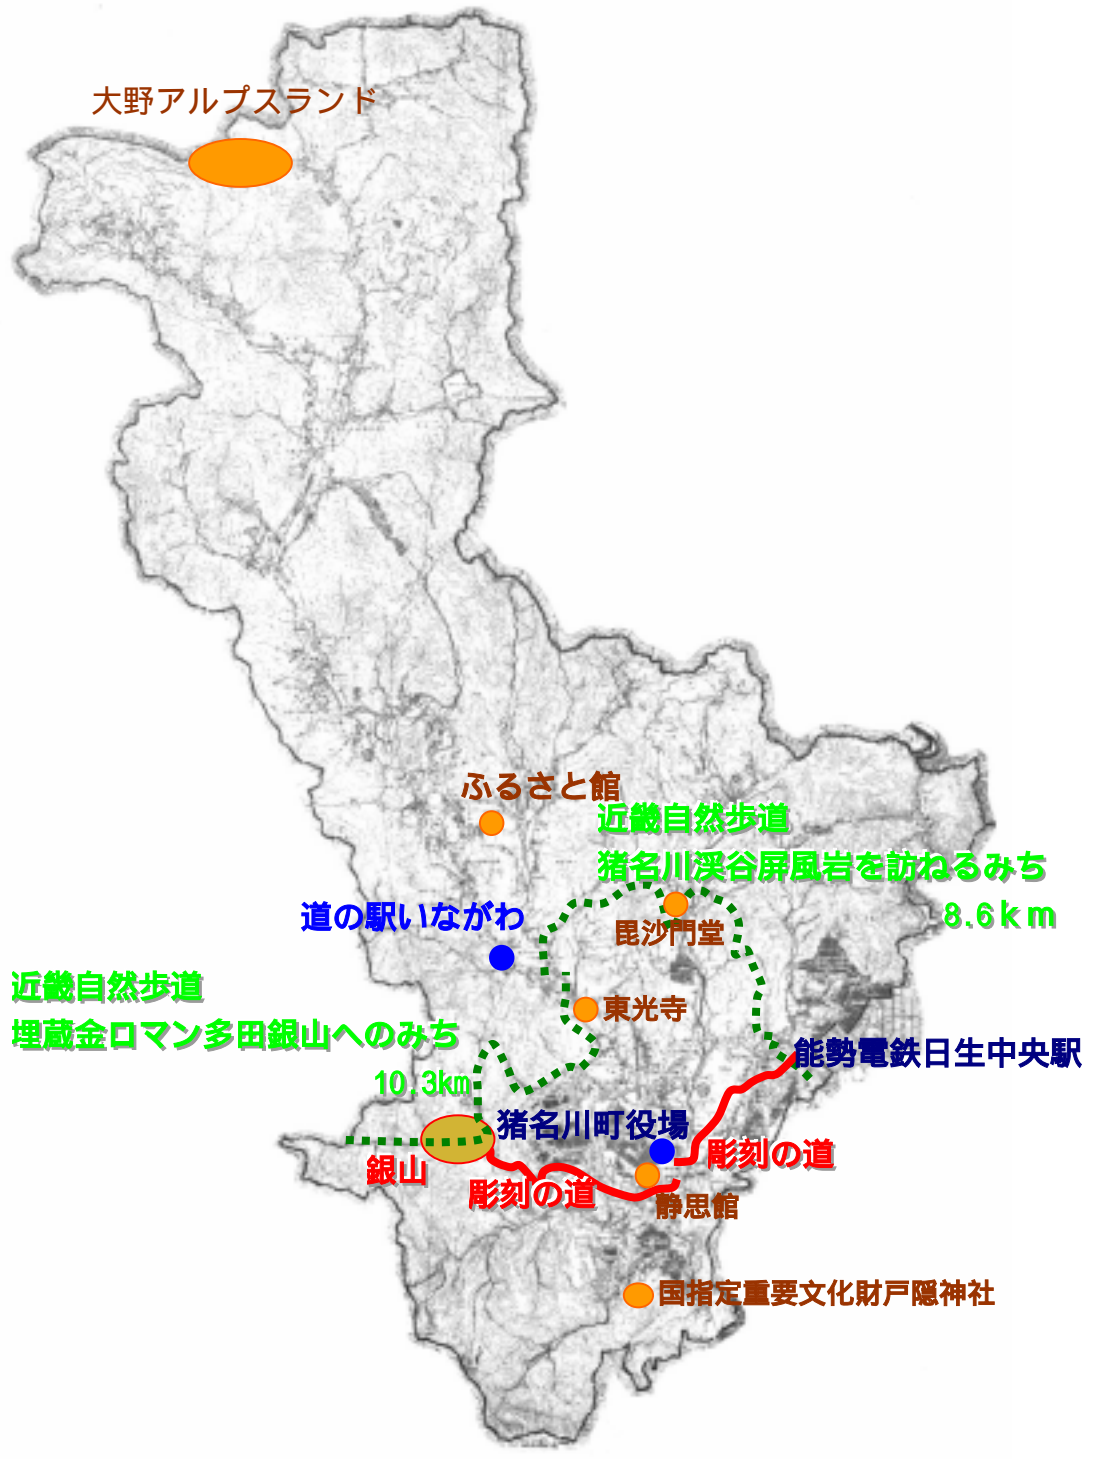 大野アルプスランド
ふるさと館
近畿自然歩道
猪名川渓谷屏風岩を訪ねるみち
8.6ｋｍ
道の駅いながわ
毘沙門堂
近畿自然歩道
埋蔵金ロマン多田銀山へのみち
10.3km
東光寺
能勢電鉄日生中央駅
猪名川町役場
彫刻の道
銀山
彫刻の道
静思館
国指定重要文化財戸隠神社